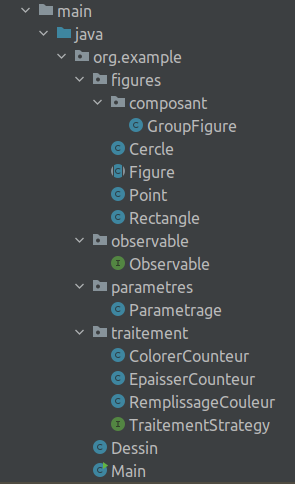 main
java
org.example
figures
composant
GroupFigure
Cercle
Figure
Point
Rectangle
observable
Observable
parametres
Parametrage
traitement
ColorerCounteur
EpaisserCounteur
RemplissageCouleur
TraitementStrategy
Dessin
Main